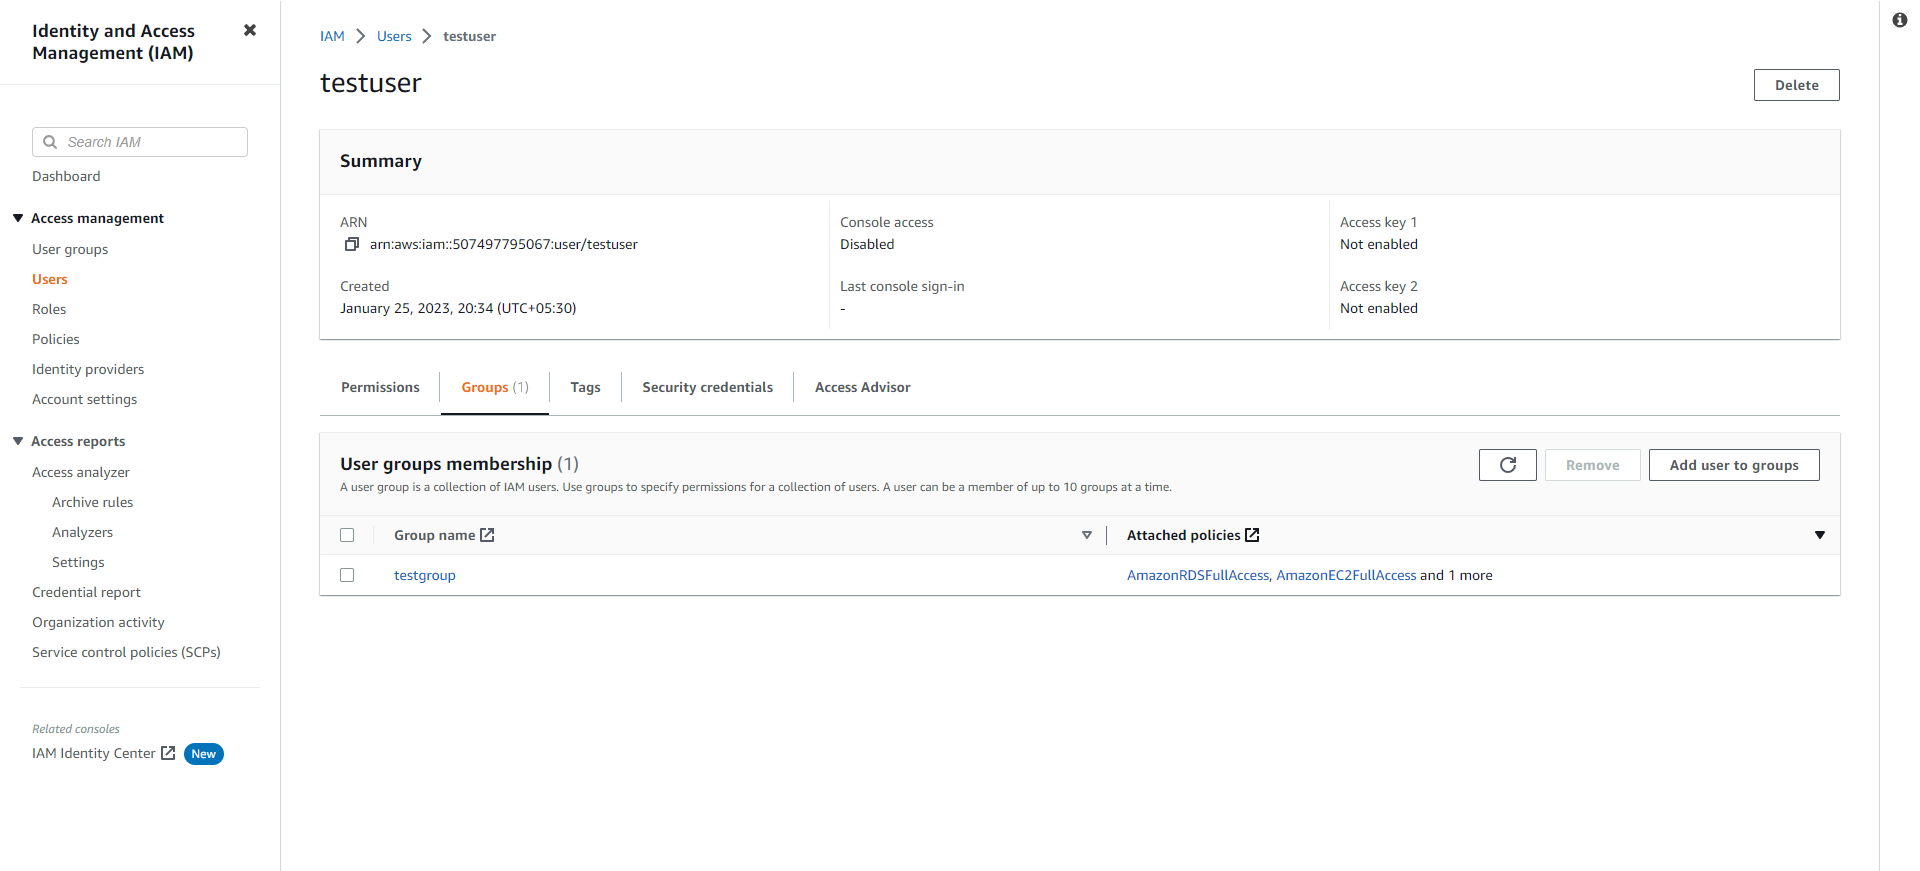 Identity and Access
Management (IAM)
Search IAM
Dashboard
Access management
User groups
Users
Roles
Policies
Identity providers
Account settings
Access reports
Access analyzer
Archive rules
Analyzers
Settings
Credential report
Organization activity
Service control policies (SCPs)
Related consoles
IAM Identity Center New
IAM > Users > testuser
testuser
Delete
Summary
ARN
arn:aws:iam::507497795067:user/testuser
Created
January 25, 2023, 20:34 (UTC+05:30)
Console access
Disabled
Last console sign-in
-
Access key 1
Not enabled
Access key 2
Not enabled
Permissions Groups (1) Tags Security credentials Access Advisor
User groups membership (1)
A user group is a collection of IAM users. Use groups to specify permissions for a collection of users. A user can be a member of up to 10 groups at a time.
Remove
Add user to groups
Group name Attached policies
testgroup AmazonRDSFullAccess, AmazonEC2FullAccess and 1 more